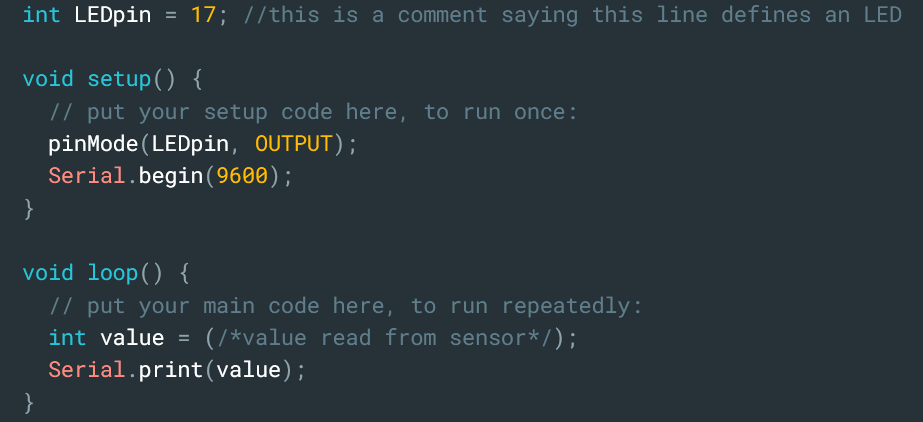 int LEDpin = 17; //this is a comment saying this line defines an LED
void setup() {
// put your setup code here, to run once:
pinMode(LEDpin, OUTPUT);
Serial.begin(9600);
}
void loop() {
// put your main code here, to run repeatedly:
int value = (/*value read from sensor*/);
Serial.print(value);
}